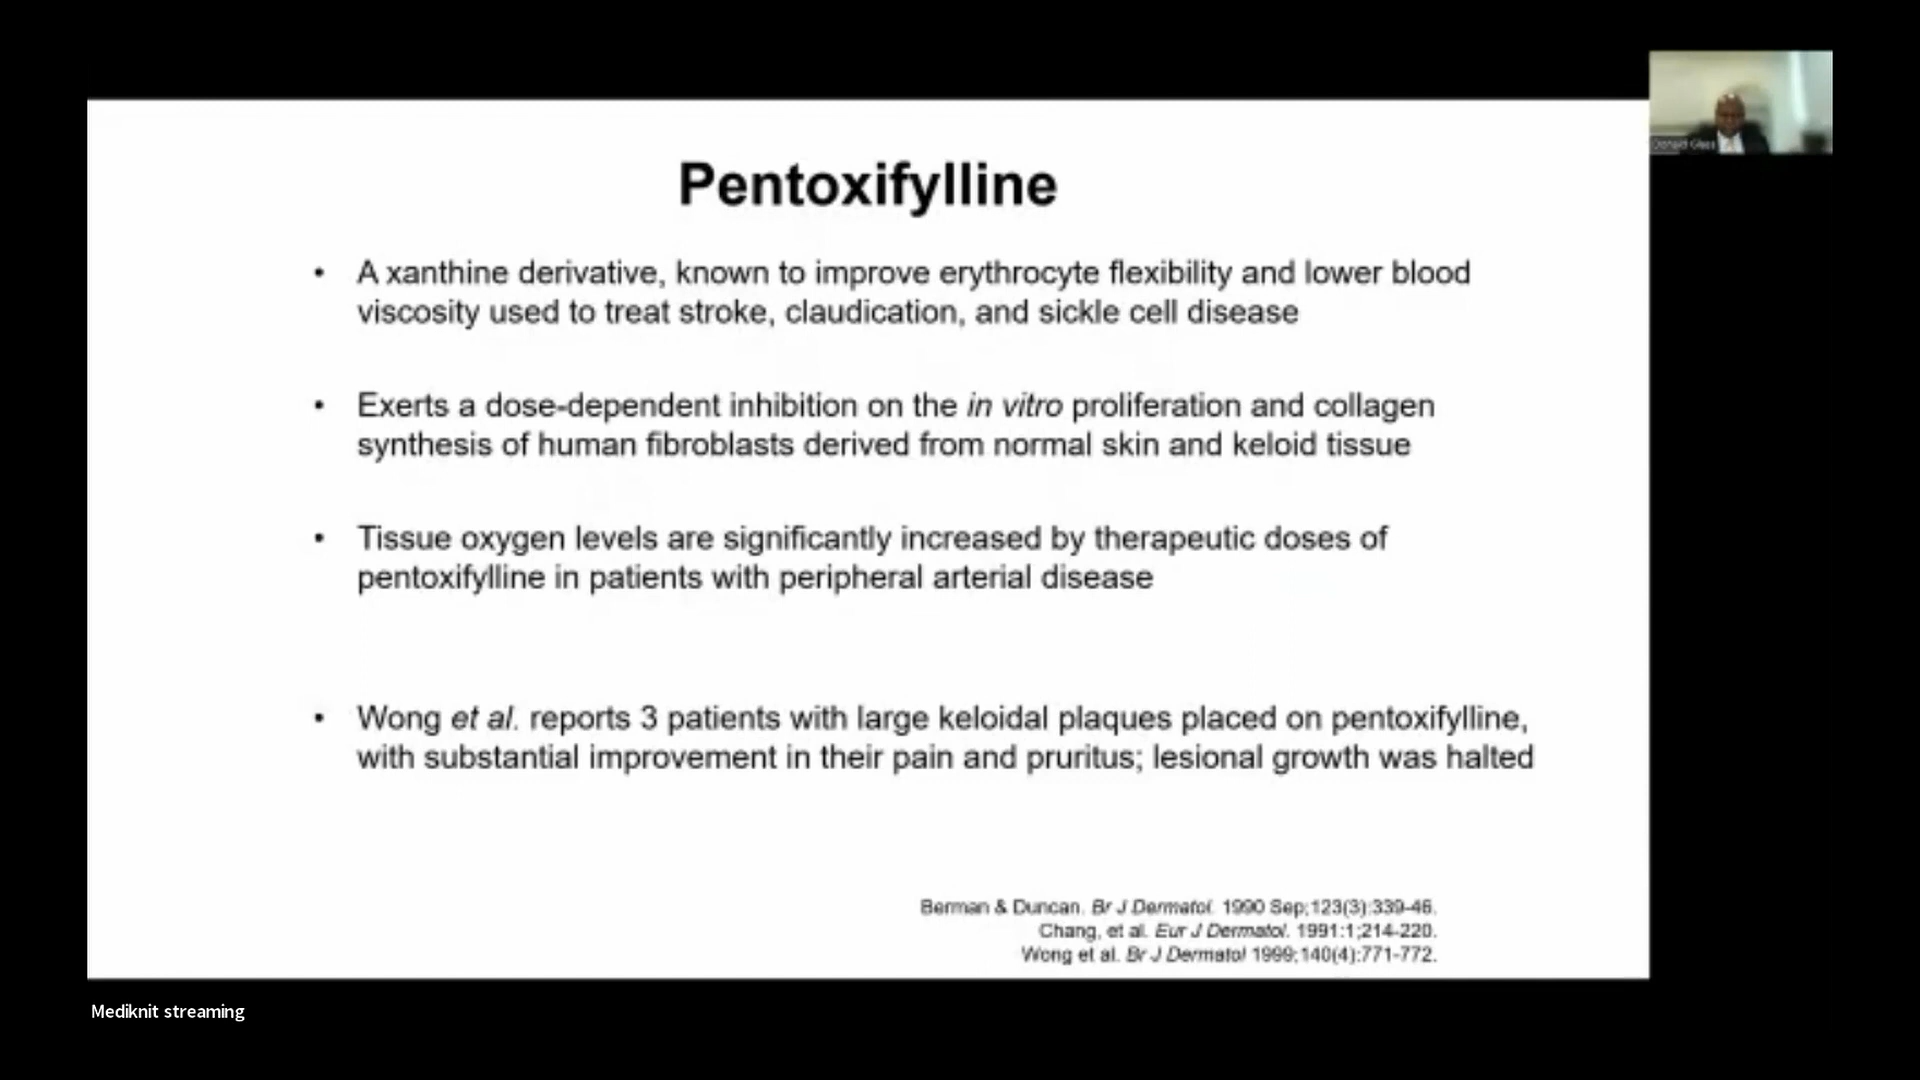 Pentoxifylline
• A xanthine derivative, known to improve erythrocyte flexibility and lower blood
viscosity used to treat stroke, claudication, and sickle cell disease
• Exerts a dose-dependent inhibition on the in vitro proliferation and collagen
synthesis of human fibroblasts derived from normal skin and keloid tissue
• Tissue oxygen levels are significantly increased by therapeutic doses of
pentoxifylline in patients with peripheral arterial disease
• Wong et al. reports 3 patients with large keloidal plaques placed on pentoxifylline,
with substantial improvement in their pain and pruritus; lesional growth was halted
Berman & Duncan. Br J Dermatol. 1990 Sep;123(3):339-46.
Chang, et al. Eur J Dermatol. 1991:1;214-220.
Wong et al. Br J Dermatol 1999;140(4):771-772.
Donald Glass
Mediknit streaming